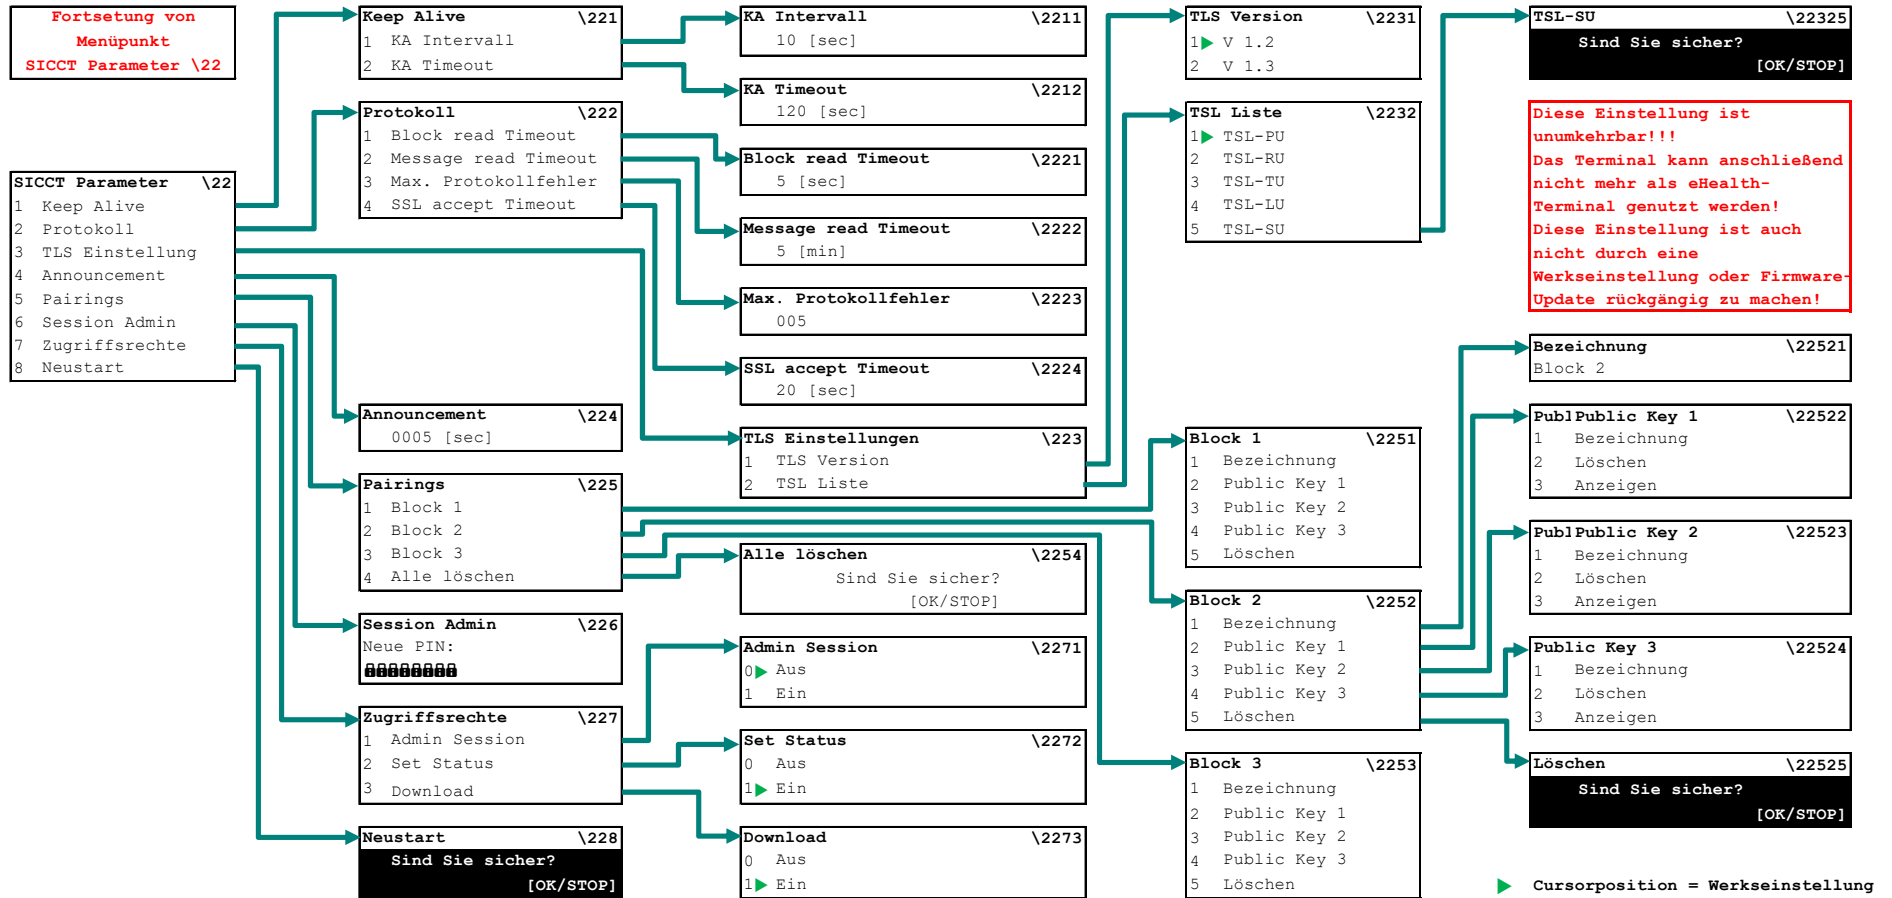 Fortsetung von
Menüpunkt
SICCT Parameter \22
SICCT Parameter \22
1 Keep Alive
2 Protokoll
3 TLS Einstellung
4 Announcement
5 Pairings
6 Session Admin
7 Zugriffsrechte
8 Neustart
Keep Alive \221
1 KA Intervall
2 KA Timeout
Protokoll \222
1 Block read Timeout
2 Message read Timeout
3 Max. Protokollfehler
4 SSL accept Timeout
Announcement \224
0005 [sec]
Pairings \225
1 Block 1
2 Block 2
3 Block 3
4 Alle löschen
Session Admin \226
Neue PIN:
Zugriffsrechte \227
1 Admin Session
2 Set Status
3 Download
Neustart \228
Sind Sie sicher?
[OK/STOP]
KA Intervall \2211
10 [sec]
KA Timeout \2212
120 [sec]
Block read Timeout \2221
5 [sec]
Message read Timeout \2222
5 [min]
Max. Protokollfehler \2223
005
SSL accept Timeout \2224
20 [sec]
TLS Einstellungen \223
1 TLS Version
2 TSL Liste
Alle löschen \2254
Sind Sie sicher?
[OK/STOP]
Admin Session \2271
0 Aus
1 Ein
Set Status \2272
0 Aus
1 Ein
Download \2273
0 Aus
1 Ein
TLS Version \2231
1 V 1.2
2 V 1.3
TSL Liste \2232
1 TSL-PU
2 TSL-RU
3 TSL-TU
4 TSL-LU
5 TSL-SU
Block 1 \2251
1 Bezeichnung
2 Public Key 1
3 Public Key 2
4 Public Key 3
5 Löschen
Block 2 \2252
1 Bezeichnung
2 Public Key 1
3 Public Key 2
4 Public Key 3
5 Löschen
Block 3 \2253
1 Bezeichnung
2 Public Key 1
3 Public Key 2
4 Public Key 3
5 Löschen
TSL-SU \22325
Sind Sie sicher?
[OK/STOP]
Diese Einstellung ist
unumkehrbar!!!
Das Terminal kann anschließend
nicht mehr als eHealth-
Terminal genutzt werden!
Diese Einstellung ist auch
nicht durch eine
Werkseinstellung oder Firmware-
Update rückgängig zu machen!
Bezeichnung \22521
Block 2
Publ Public Key 1 \22522
1 Bezeichnung
2 Löschen
3 Anzeigen
Publ Public Key 2 \22523
1 Bezeichnung
2 Löschen
3 Anzeigen
Public Key 3 \22524
1 Bezeichnung
2 Löschen
3 Anzeigen
Löschen \22525
Sind Sie sicher?
[OK/STOP]
Cursorposition = Werkseinstellung